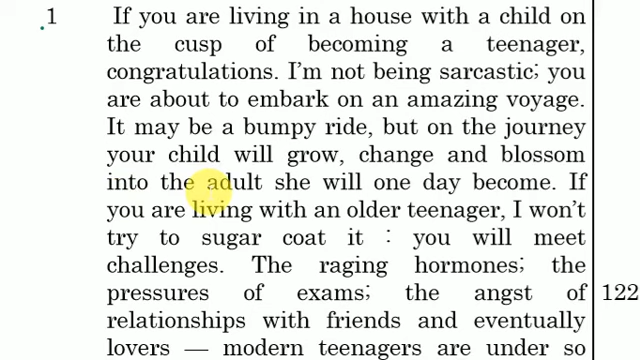 1 If you are living in a house with a child on
the cusp of becoming a teenager,
congratulations. I'm not being sarcastic; you
are about to embark on an amazing voyage.
It may be a bumpy ride, but on the journey
your child will grow, change and blossom
into the adult she will one day become. If
you are living with an older teenager, I won't
try to sugar coat it : you will meet
challenges. The raging hormones; the
pressures of exams; the angst of 122
relationships with friends and eventually
lovers — modern teenagers are under so